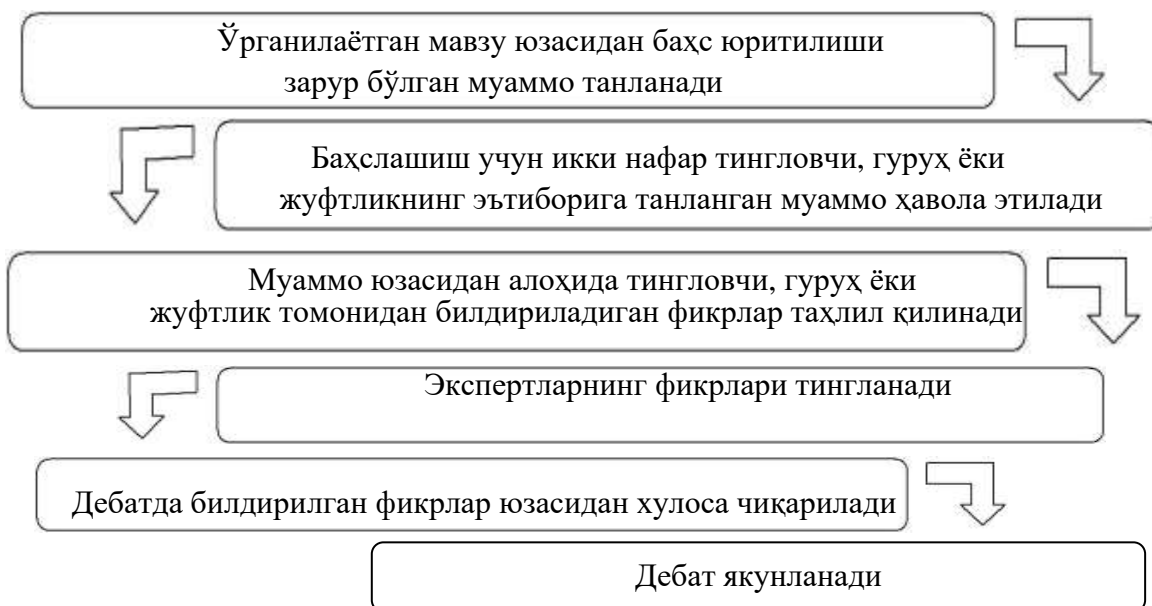 Ўрганилаётган мавзу юзасидан баҳс юритилиши
зарур бўлган муаммо танланади
Баҳслашиш учун икки нафар тингловчи, гуруҳ ёки
жуфтликнинг эътиборига танланган муаммо ҳавола этилади
Муаммо юзасидан алоҳида тингловчи, гуруҳ ёки
жуфтлик томонидан билдириладиган фикрлар таҳлил қилинади
Экспертларнинг фикрлари тингланади
Дебатда билдирилган фикрлар юзасидан хулоса чиқарилади
Дебат якунланади